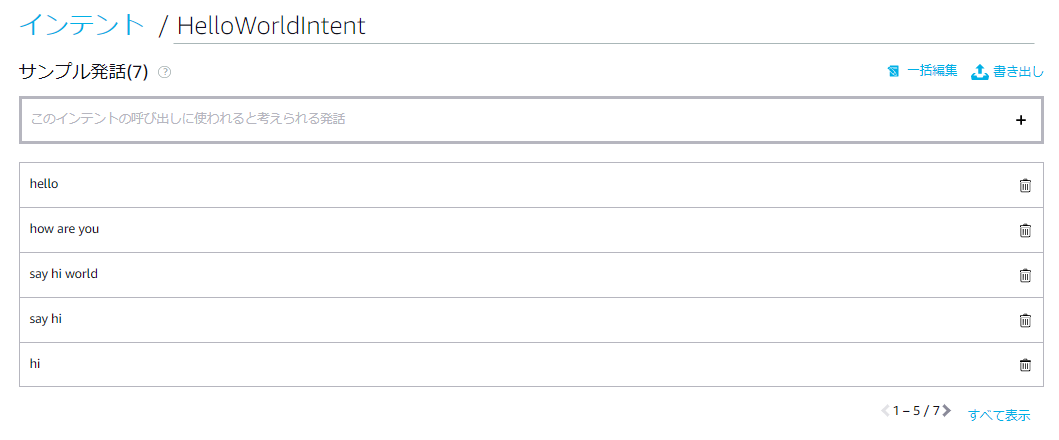 インテント / HelloWorldIntent
サンプル発話(7) ?
一括編集 書き出し
このインテントの呼び出しに使われると考えられる発話 +
hello
how are you
say hi world
say hi
hi
1 – 5 / 7 すべて表示